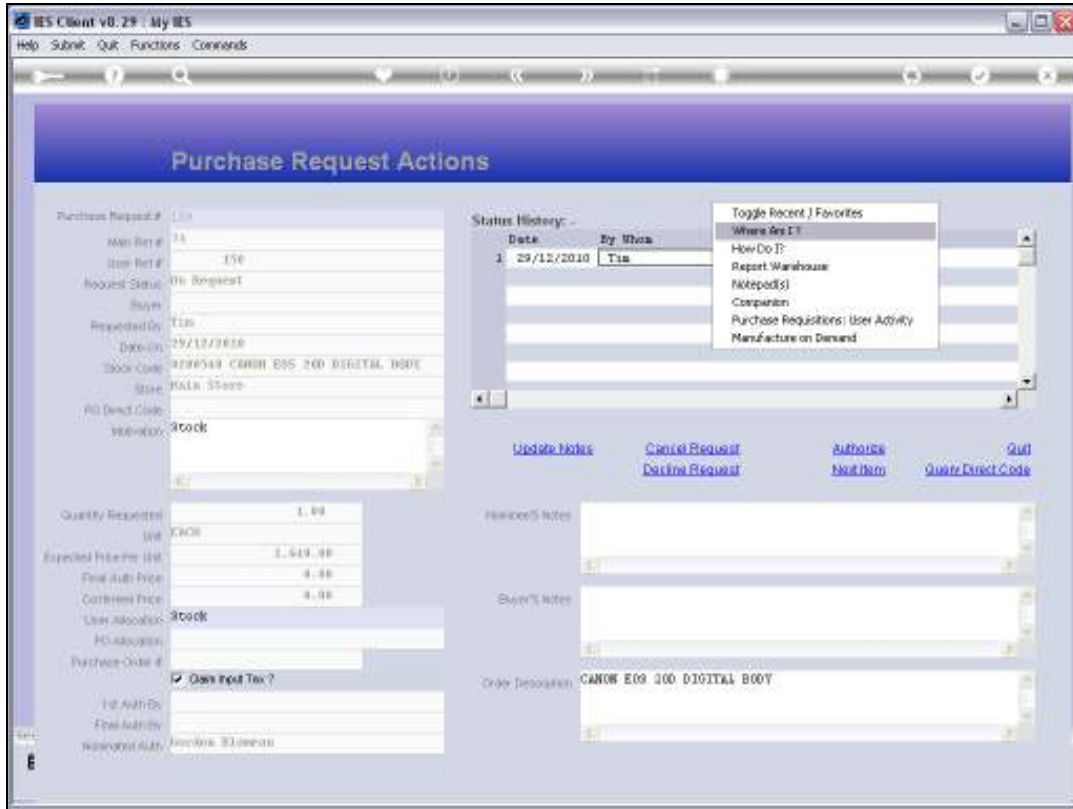 IES Client v8.29 : My IES
Help Submit Quit Functions Commands
Purchase Request Actions
Purchase Request # 150
Main Ref #
User Ref # 150
Request Status On Request
Buyer
Requested By Tim
Date On 29/12/2010
Stock Code CANON EOS 20D DIGITAL BODY
Store Main Store
PO Direct Code
Motivation Stock
Quantity Requested 1.00
Unit EACH
Expected Price Per Unit
Final Auth Price 0.00
Confirmed Price 0.00
User Allocation Stock
PO Allocation
Purchase Order #
Claim Input Tax ?
1st Auth By
Final Auth By
Nominated Auth Gordon
Status History: -
Date By Whom
1 29/12/2010 Tim
Toggle Recent / Favorites
Where Am I?
How Do I?
Report Warehouse
Notepad(s)
Companion
Purchase Requisitions: User Activity
Manufacture on Demand
Update Notes Cancel Request Authorize Quit
Decline Request Next Item Query Direct Code
Notes
Buyer'S Notes
Order Description CANON EOS 20D DIGITAL BODY